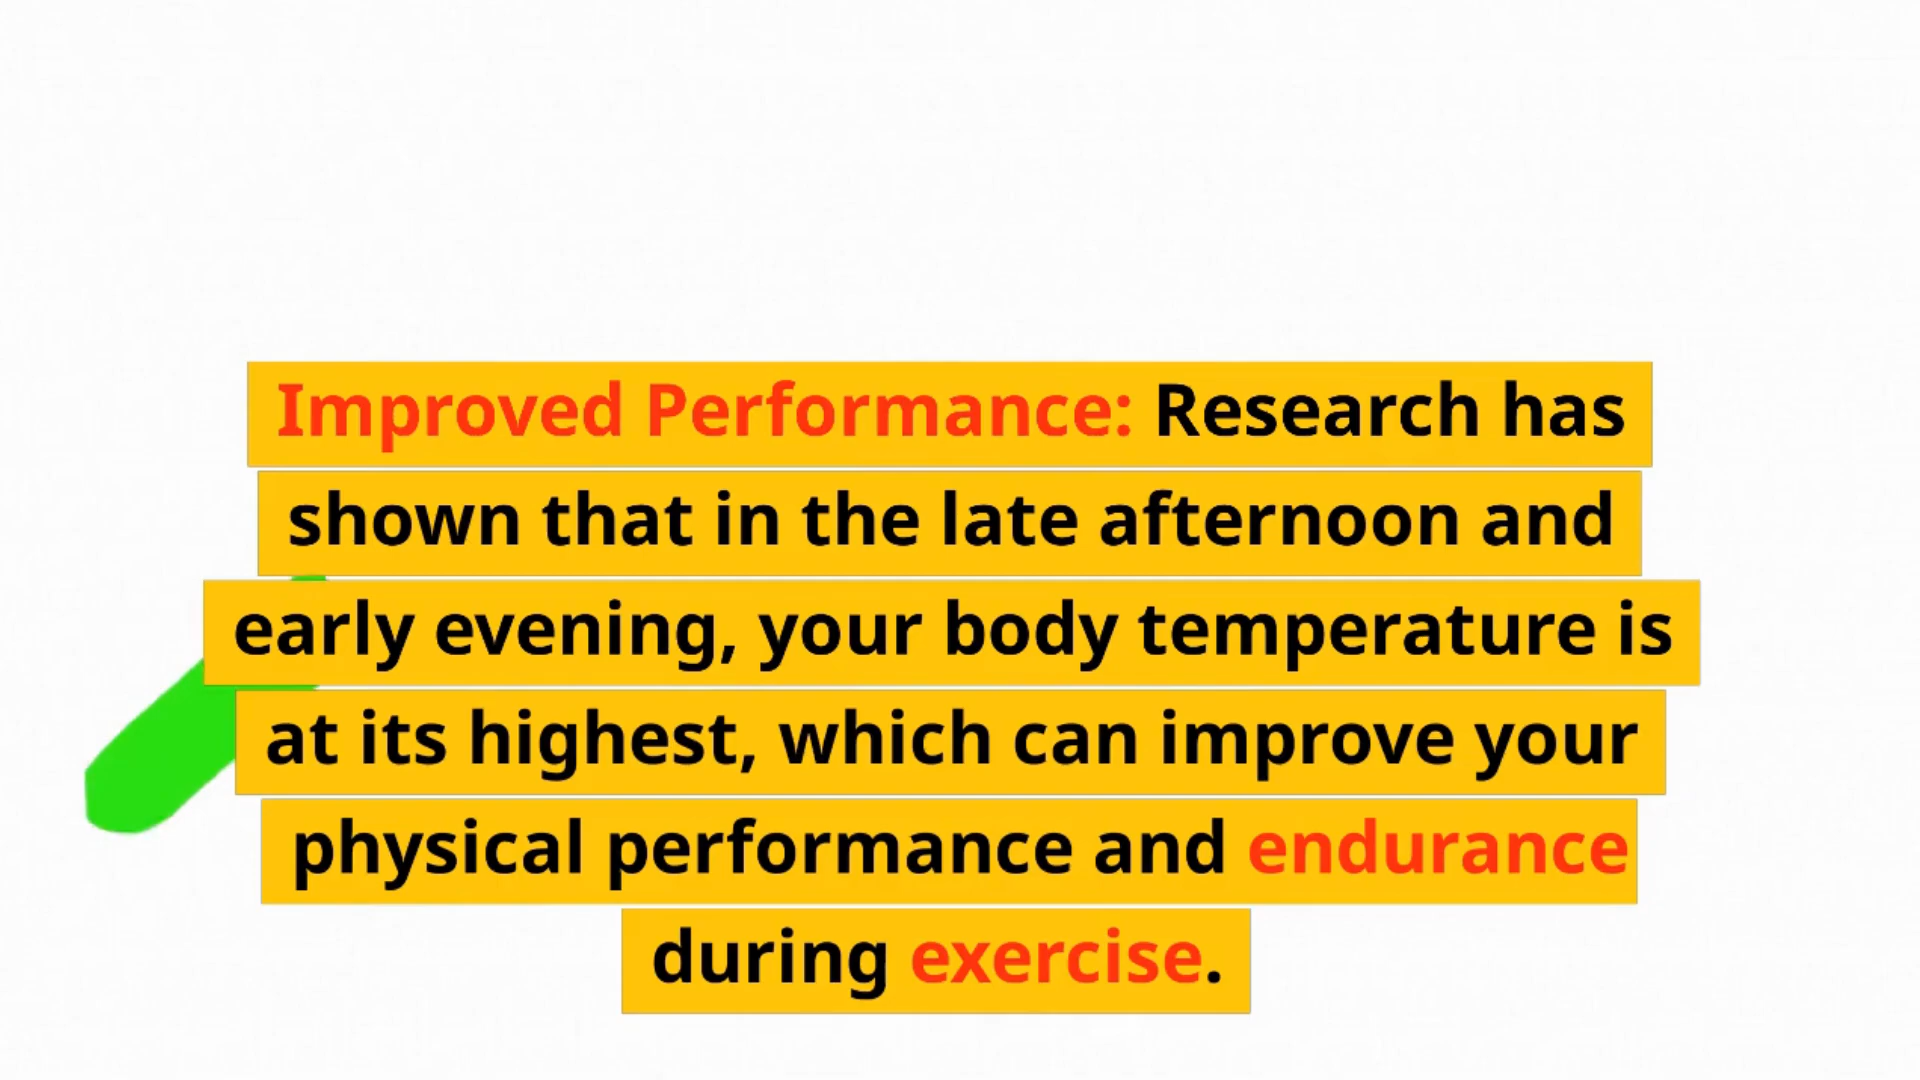 Improved Performance: Research has
shown that in the late afternoon and
early evening, your body temperature is
at its highest, which can improve your
physical performance and endurance
during exercise.